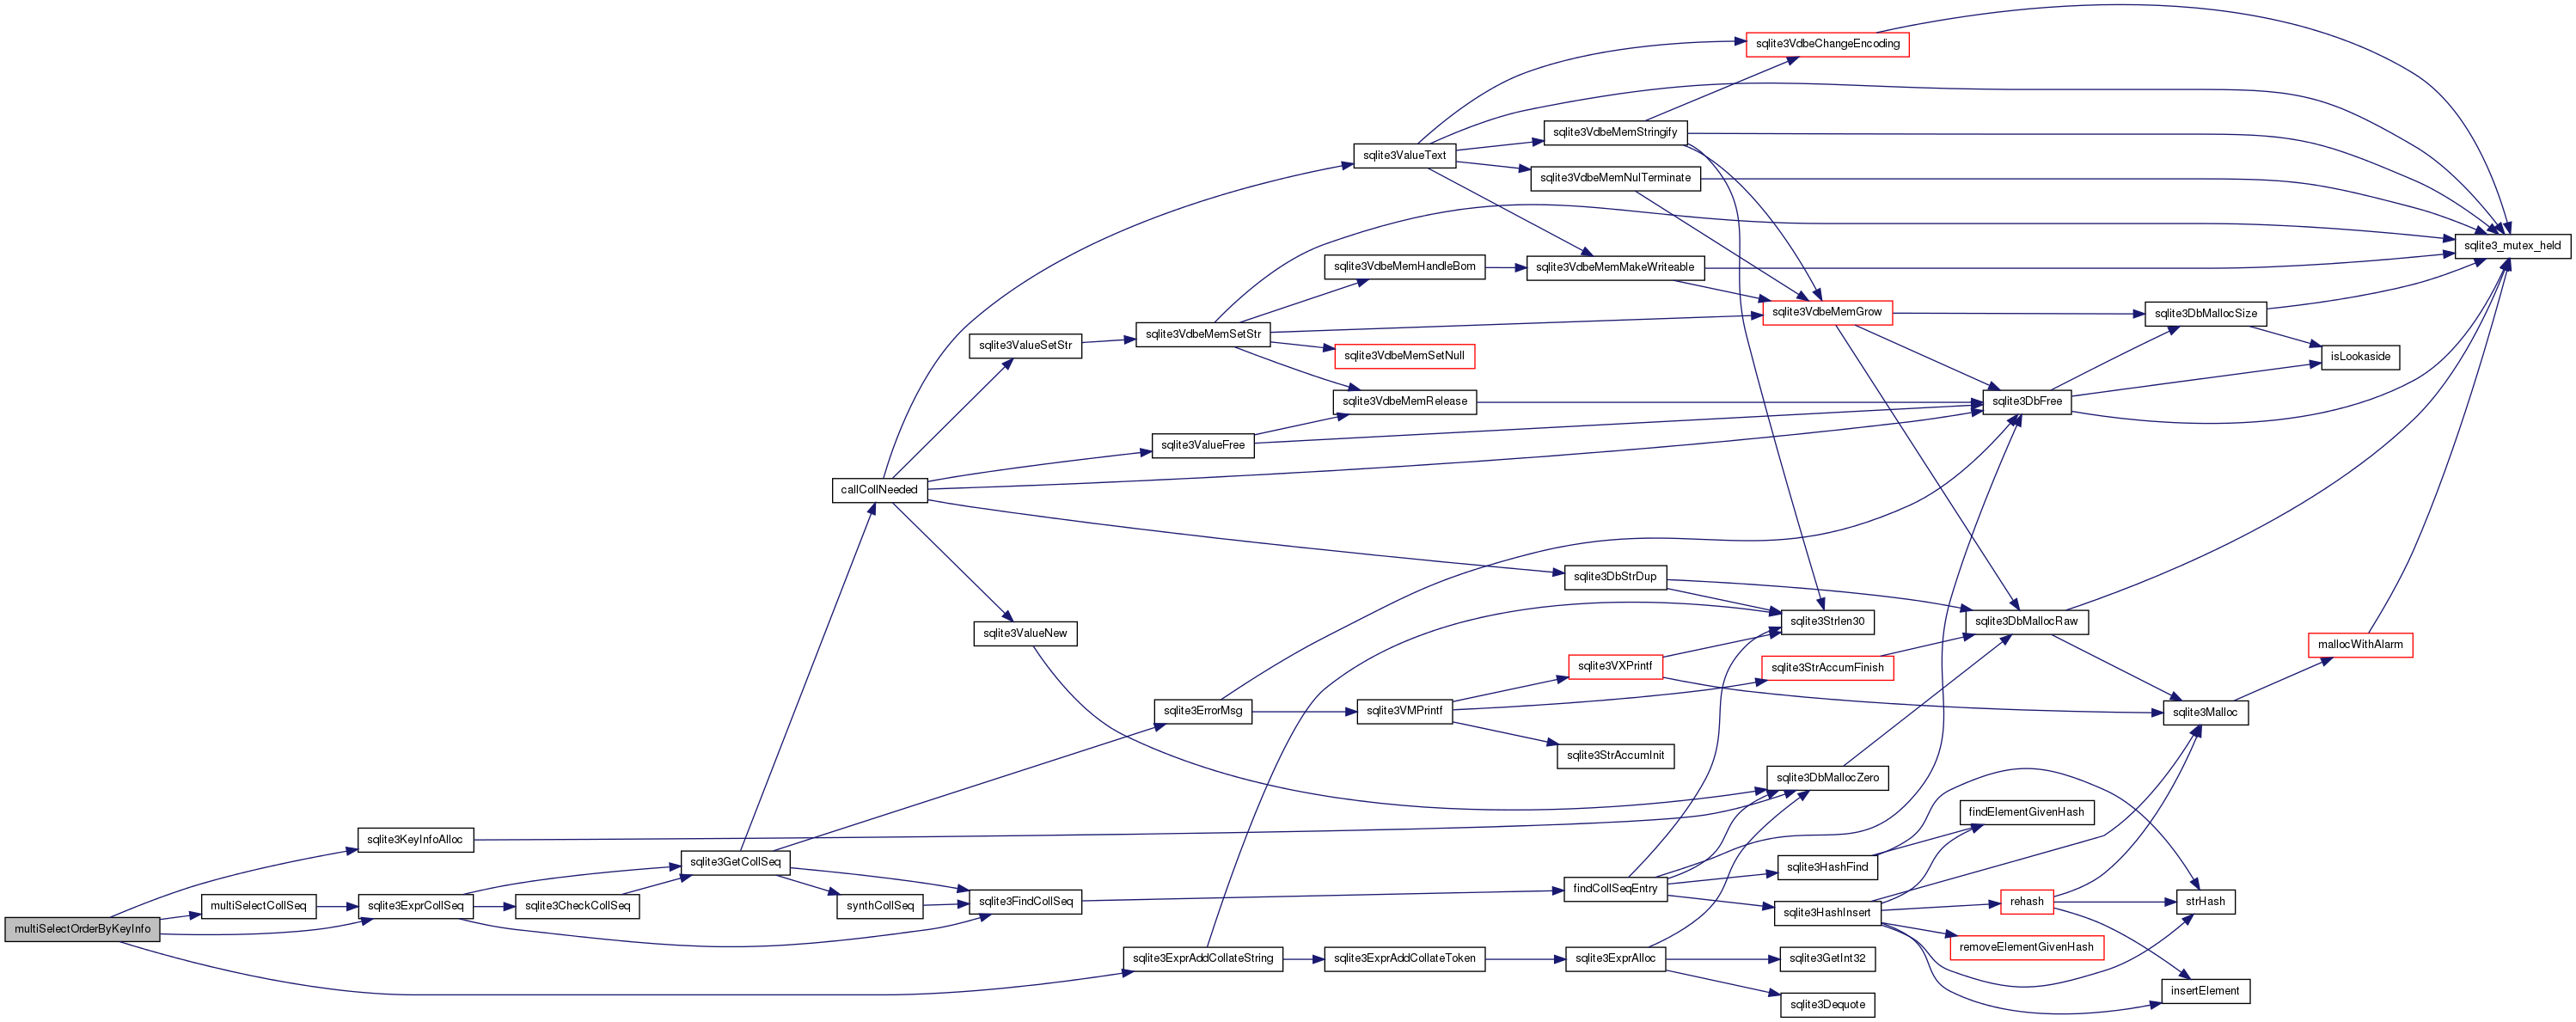 sqlite3VdbeChangeEncoding
sqlite3VdbeMemStringify
sqlite3ValueText
sqlite3VdbeMemNulTerminate
sqlite3_mutex_held
sqlite3VdbeMemHandleBom
sqlite3VdbeMemMakeWriteable
sqlite3VdbeMemGrow
sqlite3DbMallocSize
sqlite3VdbeMemSetStr
sqlite3ValueSetStr
sqlite3VdbeMemSetNull
isLookaside
sqlite3VdbeMemRelease
sqlite3DbFree
sqlite3ValueFree
callCollNeeded
sqlite3DbStrDup
sqlite3ValueNew
sqlite3Strlen30
sqlite3DbMallocRaw
mallocWithAlarm
sqlite3VXPrintf
sqlite3StrAccumFinish
sqlite3ErrorMsg
sqlite3VMPrintf
sqlite3Malloc
sqlite3StrAccumInit
sqlite3DbMallocZero
findElementGivenHash
sqlite3KeyInfoAlloc
sqlite3GetCollSeq
sqlite3HashFind
findCollSeqEntry
multiSelectCollSeq
sqlite3ExprCollSeq
sqlite3CheckCollSeq
synthCollSeq
sqlite3FindCollSeq
sqlite3HashInsert
rehash
strHash
multiSelectOrderByKeyInfo
removeElementGivenHash
sqlite3ExprAddCollateString
sqlite3ExprAddCollateToken
sqlite3ExprAlloc
sqlite3GetInt32
insertElement
sqlite3Dequote